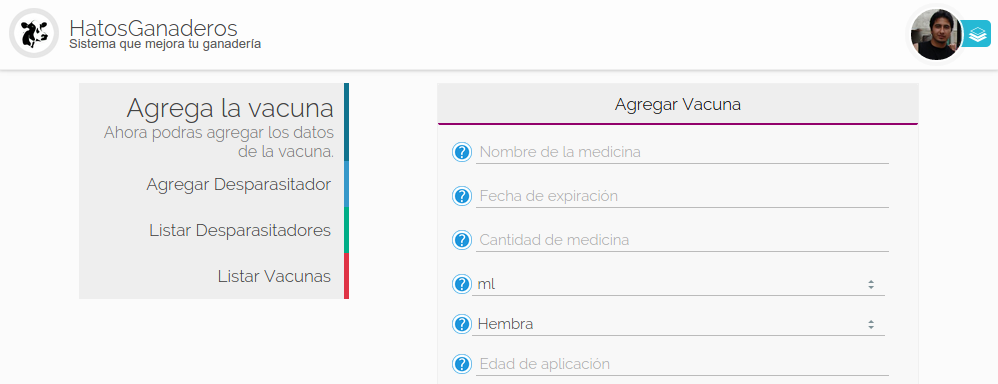 HatosGanaderos
Sistema que mejora tu ganadería
Agrega la vacuna
Ahora podras agregar los datos
de la vacuna.
Agregar Desparasitador
Listar Desparasitadores
Listar Vacunas
Agregar Vacuna
? Nombre de la medicina
? Fecha de expiración
? Cantidad de medicina
? ml
? Hembra
? Edad de aplicación